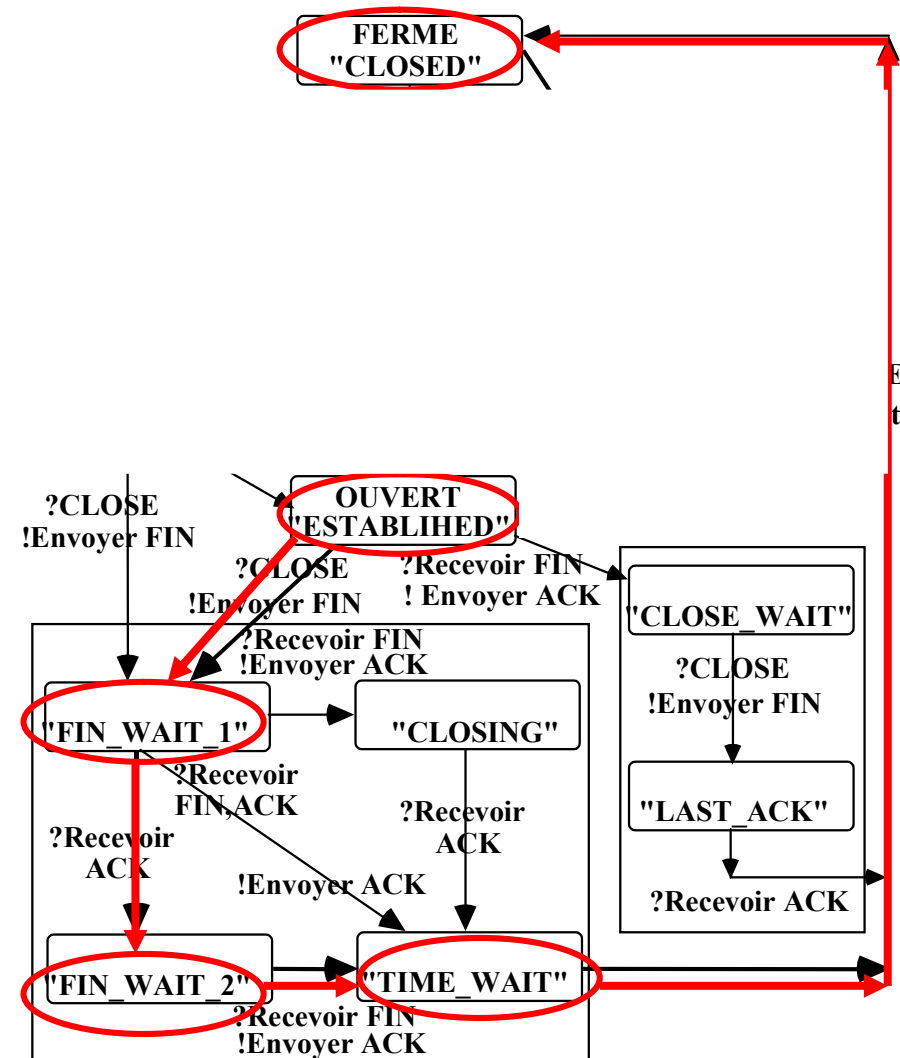 FERME
"CLOSED"
E
t
OUVERT
"ESTABLIHED"
?CLOSE
!Envoyer FIN
?CLOSE
!Envoyer FIN
?Recevoir FIN
! Envoyer ACK
"CLOSE_WAIT"
?CLOSE
!Envoyer FIN
"LAST_ACK"
?Recevoir ACK
?Recevoir FIN
!Envoyer ACK
"FIN_WAIT_1"
"CLOSING"
?Recevoir
FIN,ACK
!Envoyer ACK
?Recevoir
ACK
?Recevoir
ACK
"FIN_WAIT_2"
"TIME_WAIT"
?Recevoir FIN
!Envoyer ACK